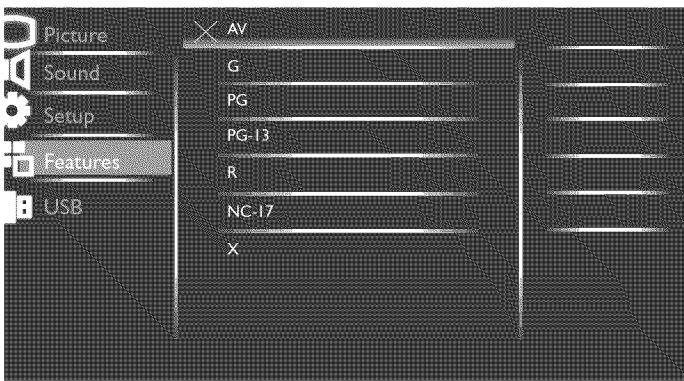 Picture
Sound
Setup
Features
USB
AV
G
PG
PG-13
R
NC-17
X